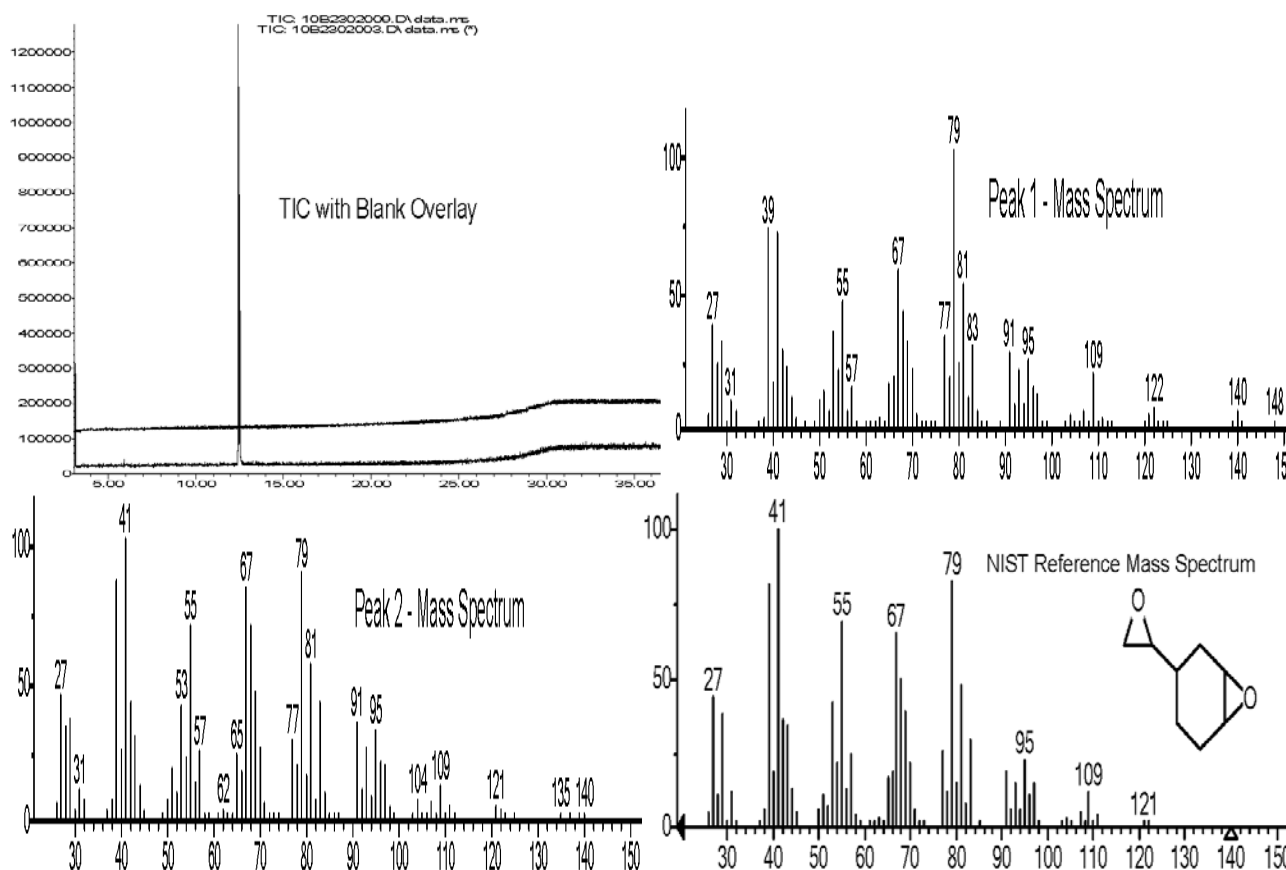 TIC: 10B2302000.D\data.ms
TIC: 10B2302003.D\data.ms (*)
1200000
1100000
1000000
900000
800000
700000
600000
500000
400000
300000
200000
100000
0
TIC with Blank Overlay
5.00 10.00 15.00 20.00 25.00 30.00 35.00
Peak 1 - Mass Spectrum
100
50
0
27 31 39 55 57 67 77 79 81 83 91 95 109 122 140 148
30 40 50 60 70 80 90 100 110 120 130 140 150
Peak 2 - Mass Spectrum
100
50
0
27 31 41 53 55 57 62 65 67 77 79 81 91 95 104 109 121 135 140
30 40 50 60 70 80 90 100 110 120 130 140 150
NIST Reference Mass Spectrum
100
50
0
27 41 55 67 79 95 109 121
O
O
30 40 50 60 70 80 90 100 110 120 130 140 150